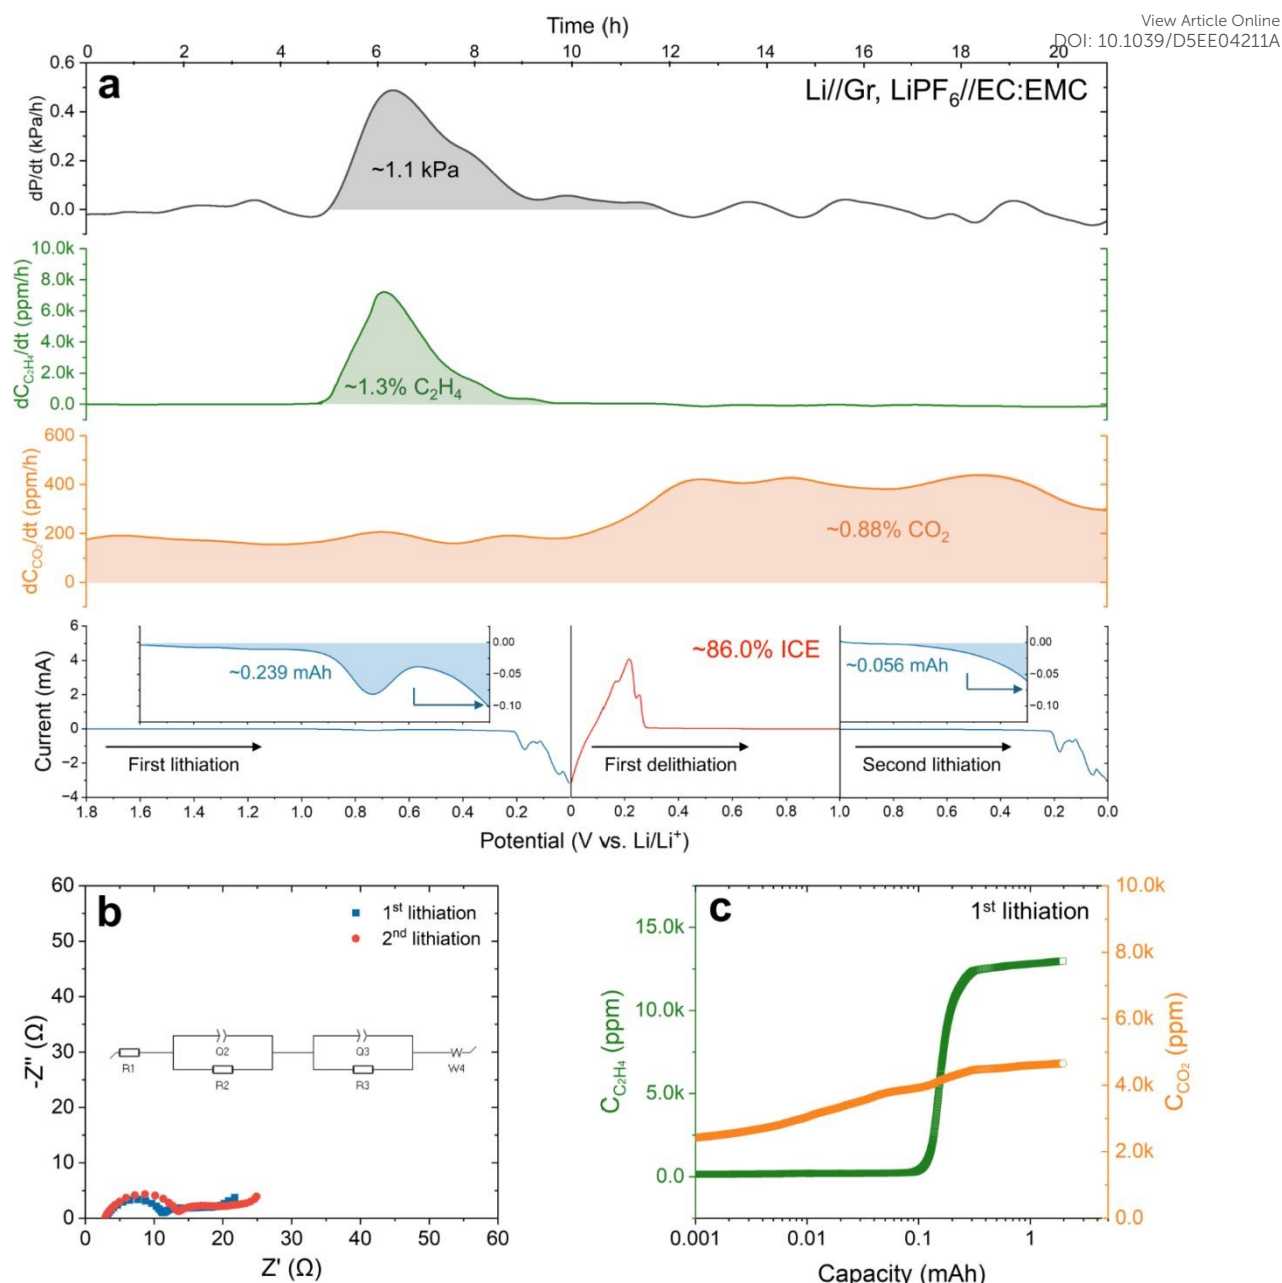 View Article Online
DOI: 10.1039/D5EE04211A
Time (h)
0 2 4 6 8 10 12 14 16 18 20
a
Li//Gr, LiPF6//EC:EMC
dP/dt (kPa/h)
0.6
0.4
0.2
0.0
~1.1 kPa
dC_C2H4/dt (ppm/h)
10.0k
8.0k
6.0k
4.0k
2.0k
0.0
~1.3% C2H4
dC_CO2/dt (ppm/h)
600
400
200
0
~0.88% CO2
Current (mA)
6
4
2
0
−2
−4
~0.239 mAh
0.00
−0.05
−0.10
First lithiation
~86.0% ICE
First delithiation
~0.056 mAh
0.00
−0.05
−0.10
Second lithiation
1.8 1.6 1.4 1.2 1.0 0.8 0.6 0.4 0.2 0 0.2 0.4 0.6 0.8 1.0 0.8 0.6 0.4 0.2 0.0
Potential (V vs. Li/Li+)
b
-Z'' (Ω)
60
50
40
30
20
10
0
1st lithiation
2nd lithiation
R1 Q2 R2 Q3 R3 W W4
0 10 20 30 40 50 60
Z' (Ω)
c
1st lithiation
C_C2H4 (ppm)
15.0k
10.0k
5.0k
0.0
C_CO2 (ppm)
10.0k
8.0k
6.0k
4.0k
2.0k
0.0
0.001 0.01 0.1 1
Capacity (mAh)